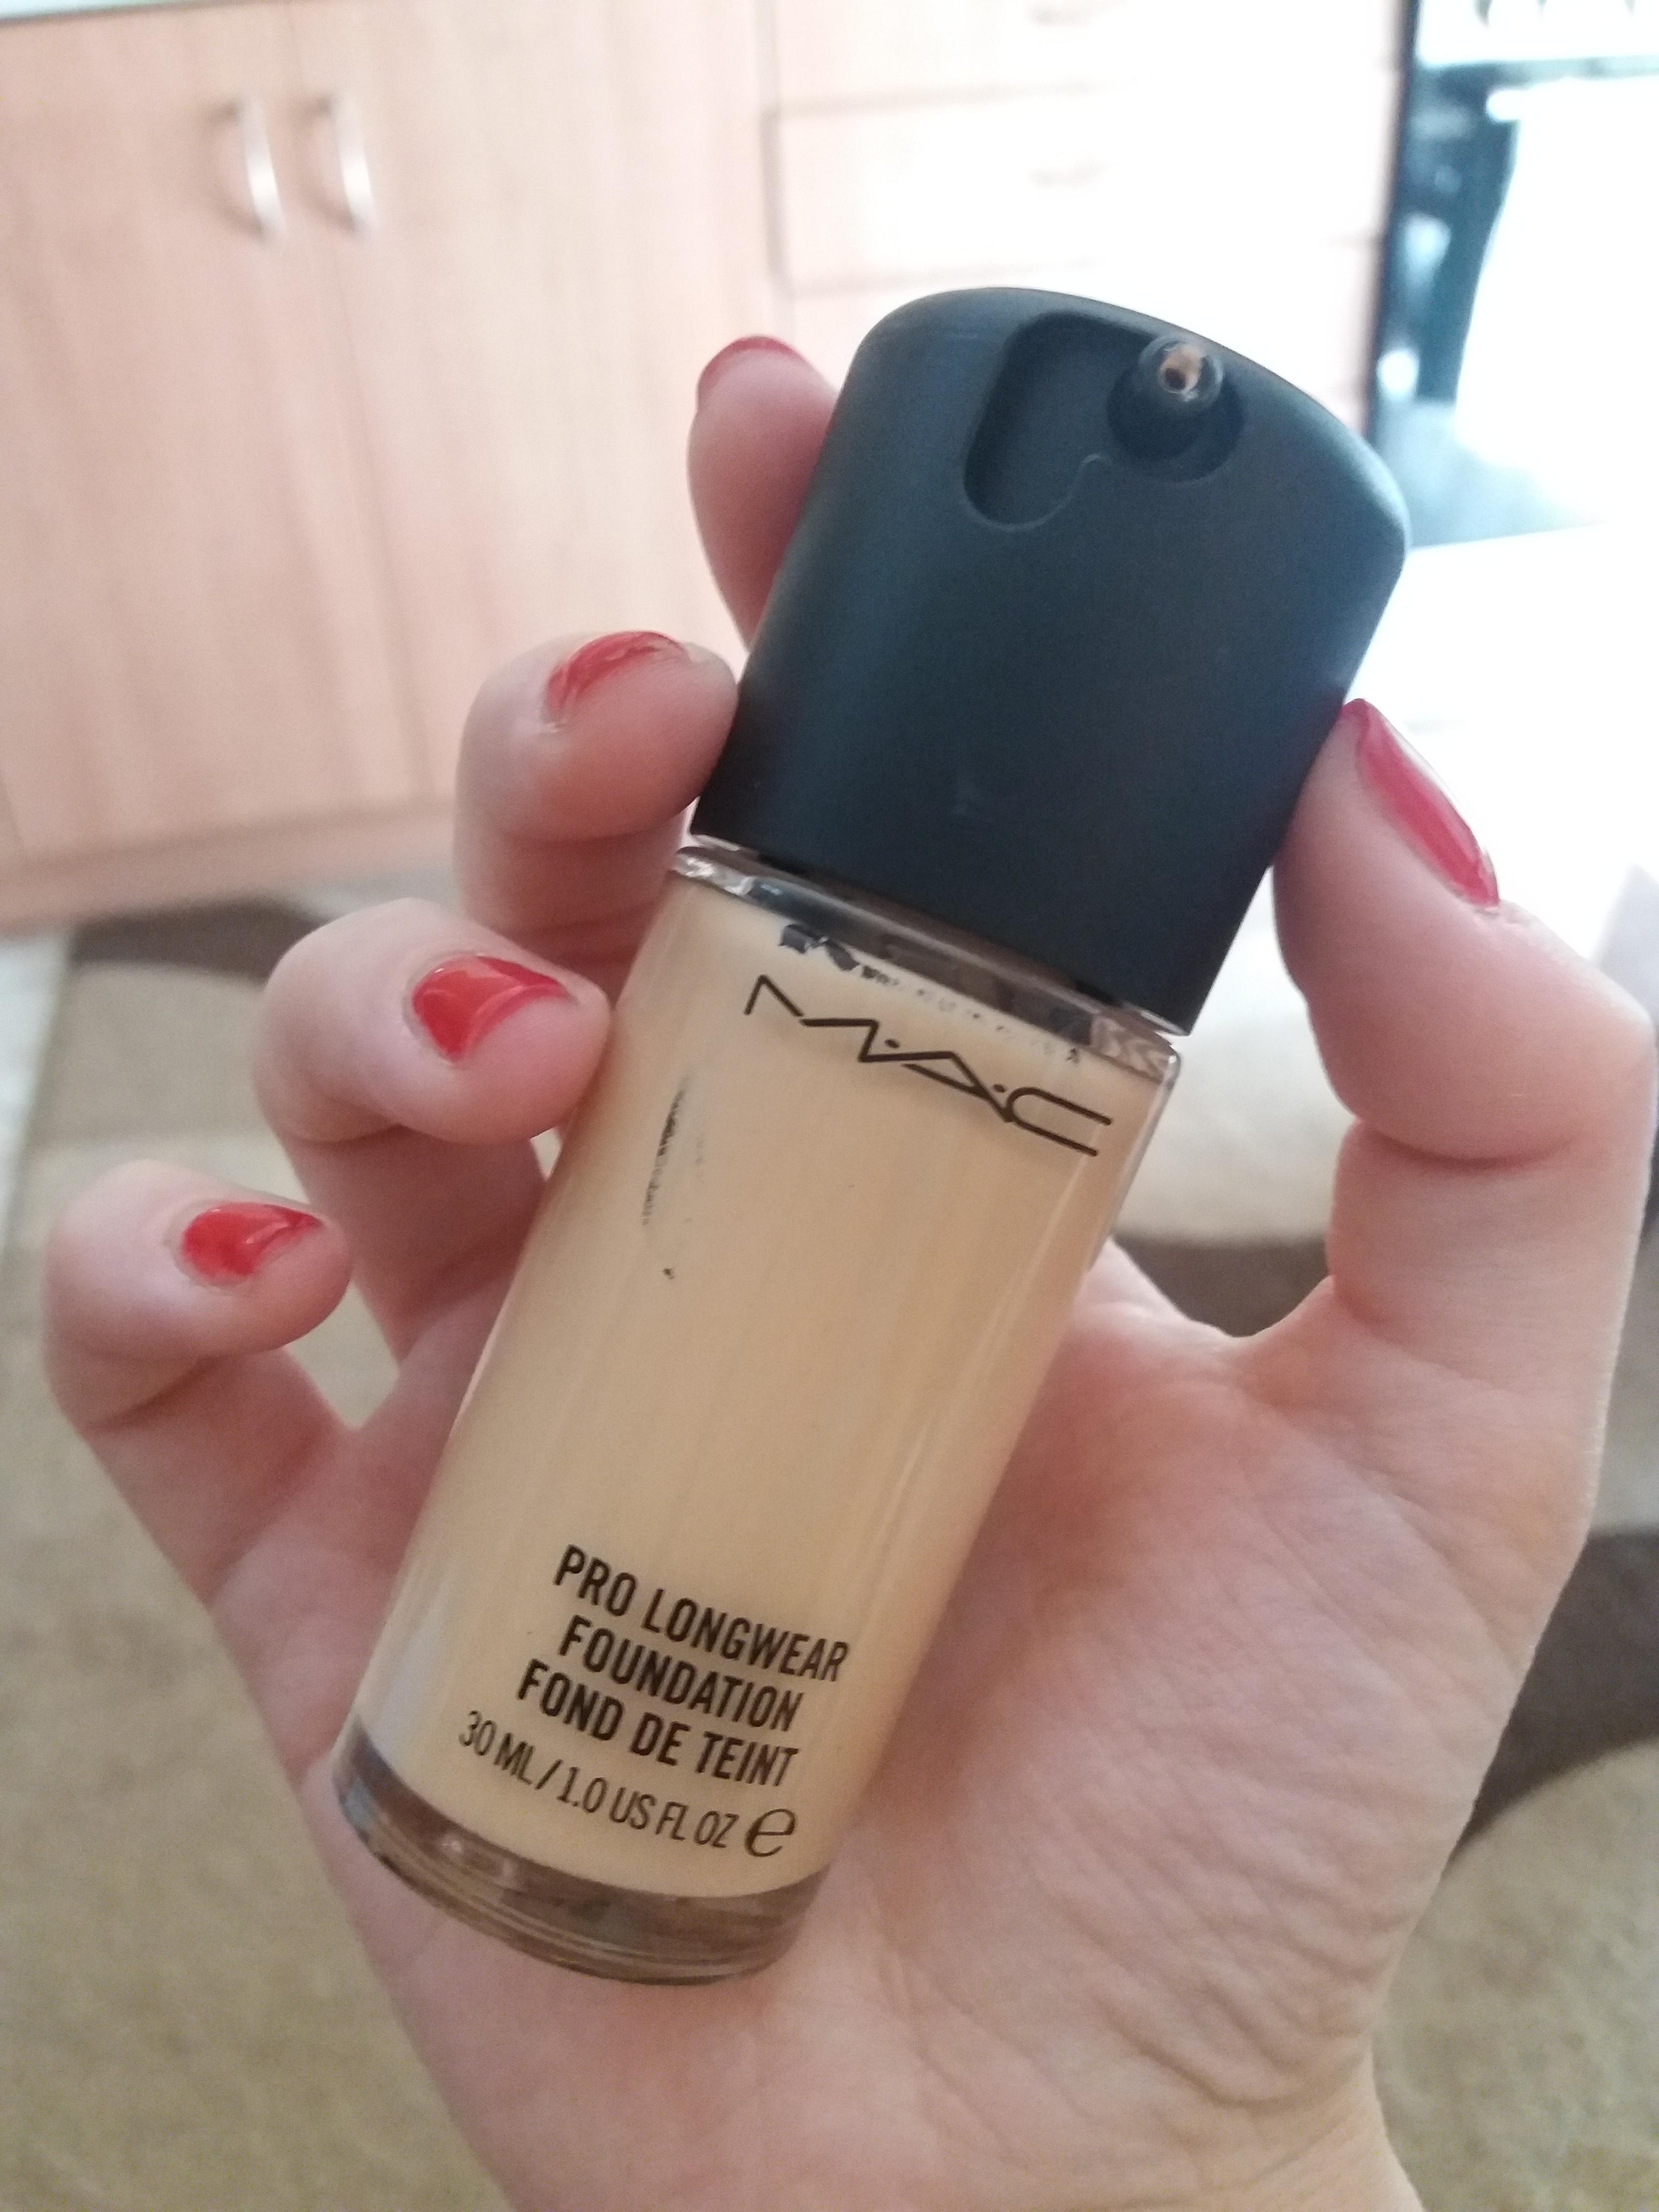 M·A·C
PRO LONGWEAR
FOUNDATION
FOND DE TEINT
30 ML / 1.0 US FL OZ ℮